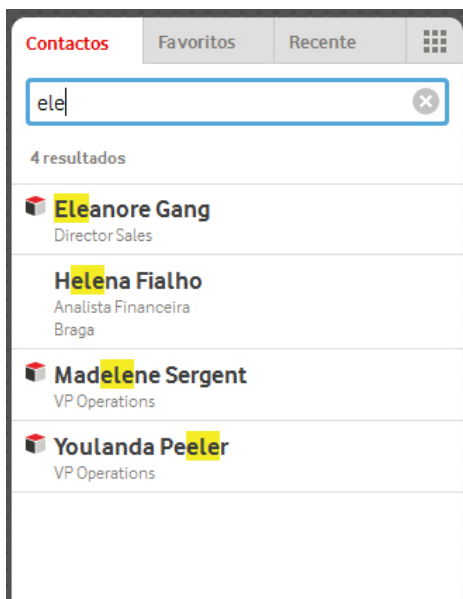 Contactos Favoritos Recente
ele
4 resultados
Eleanore Gang
Director Sales
Helena Fialho
Analista Financeira
Braga
Madelene Sergent
VP Operations
Youlanda Peeler
VP Operations